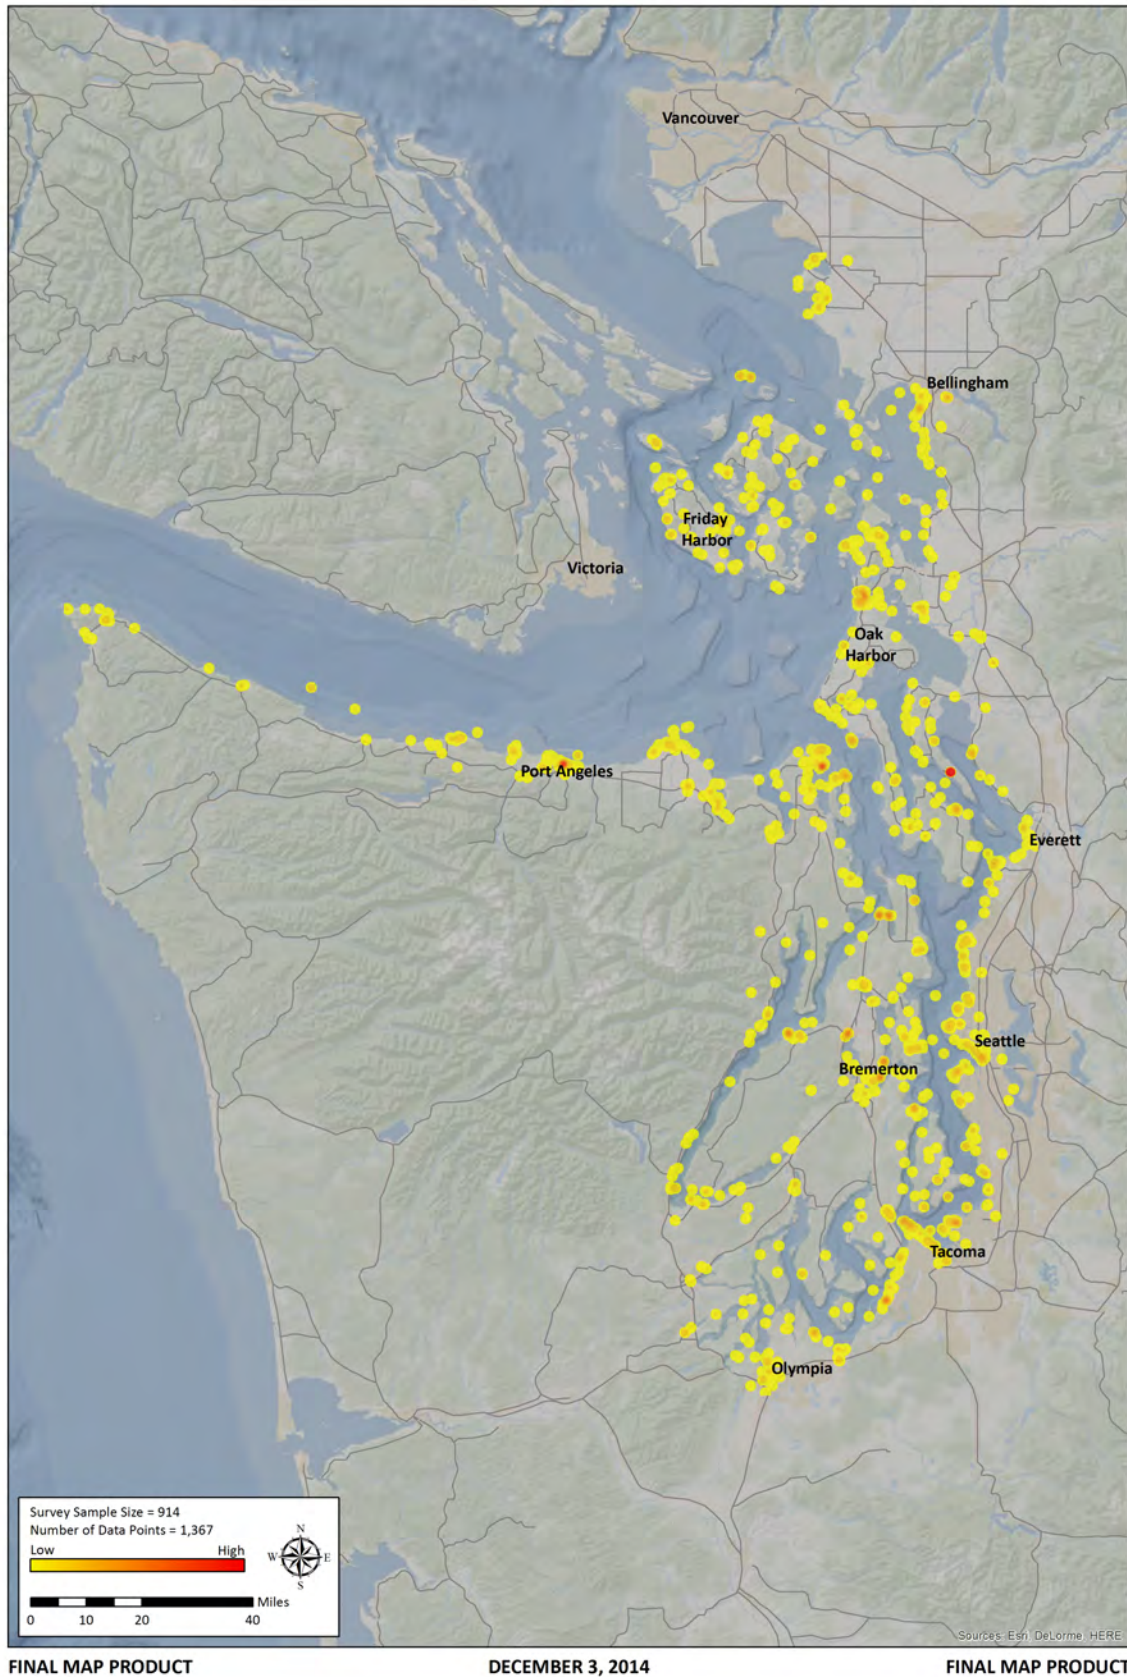 Vancouver
Bellingham
Friday
Harbor
Victoria
Oak
Harbor
Port Angeles
Everett
Seattle
Bremerton
Tacoma
Olympia
Survey Sample Size = 914
Number of Data Points = 1,367
Low High
N
W E
S
Miles
0 10 20 40
Sources: Esri, DeLorme, HERE
FINAL MAP PRODUCT DECEMBER 3, 2014 FINAL MAP PRODUCT